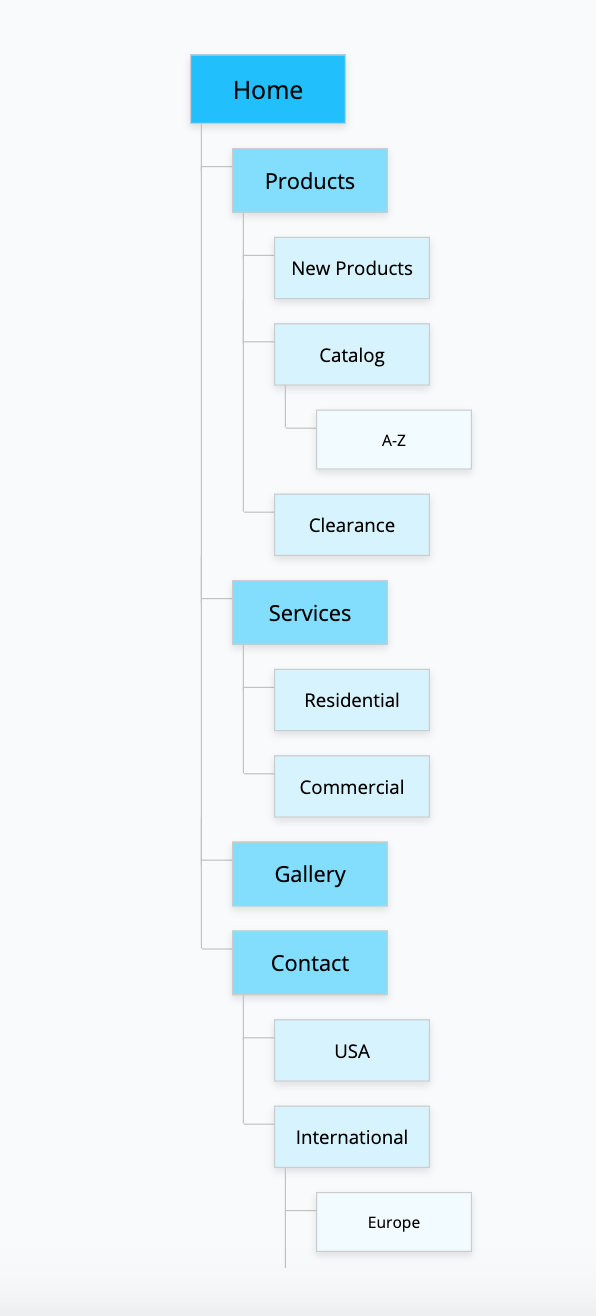 Home
Products
New Products
Catalog
A-Z
Clearance
Services
Residential
Commercial
Gallery
Contact
USA
International
Europe